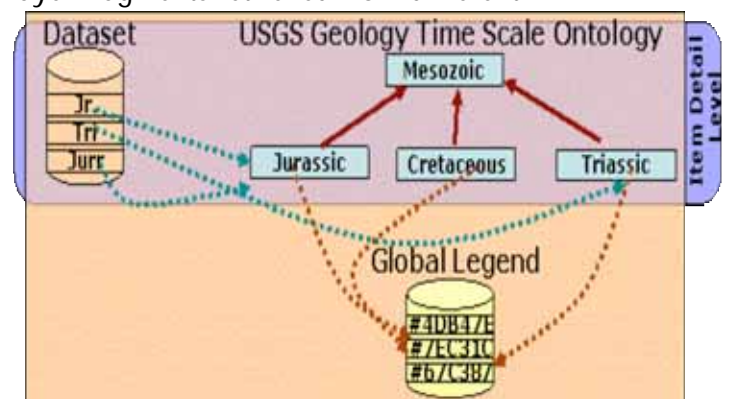 Dataset
USGS Geology Time Scale Ontology
Mesozoic
Jr
Tri
Jurr
Jurassic
Cretaceous
Triassic
Item Detail
Level
Global Legend
#4DB47E
#7EC31C
#67C387